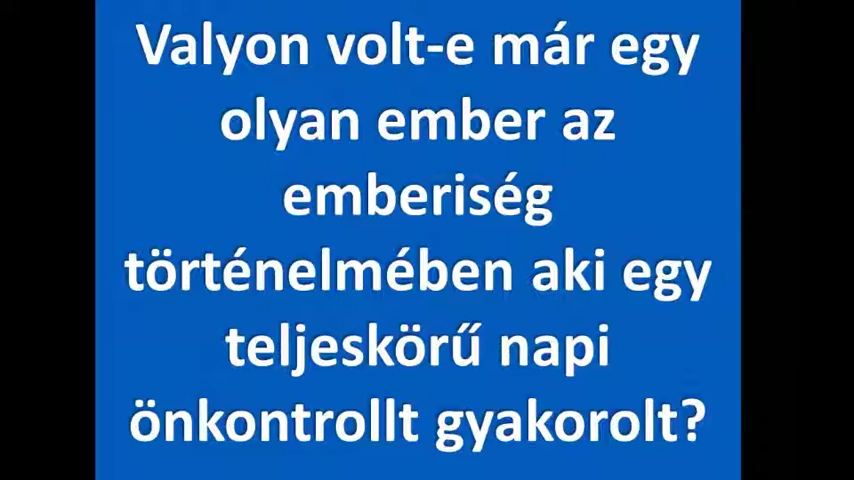 Valyon volt-e már egy
olyan ember az
emberiség
történelmében aki egy
teljeskörű napi
önkontrollt gyakorolt?